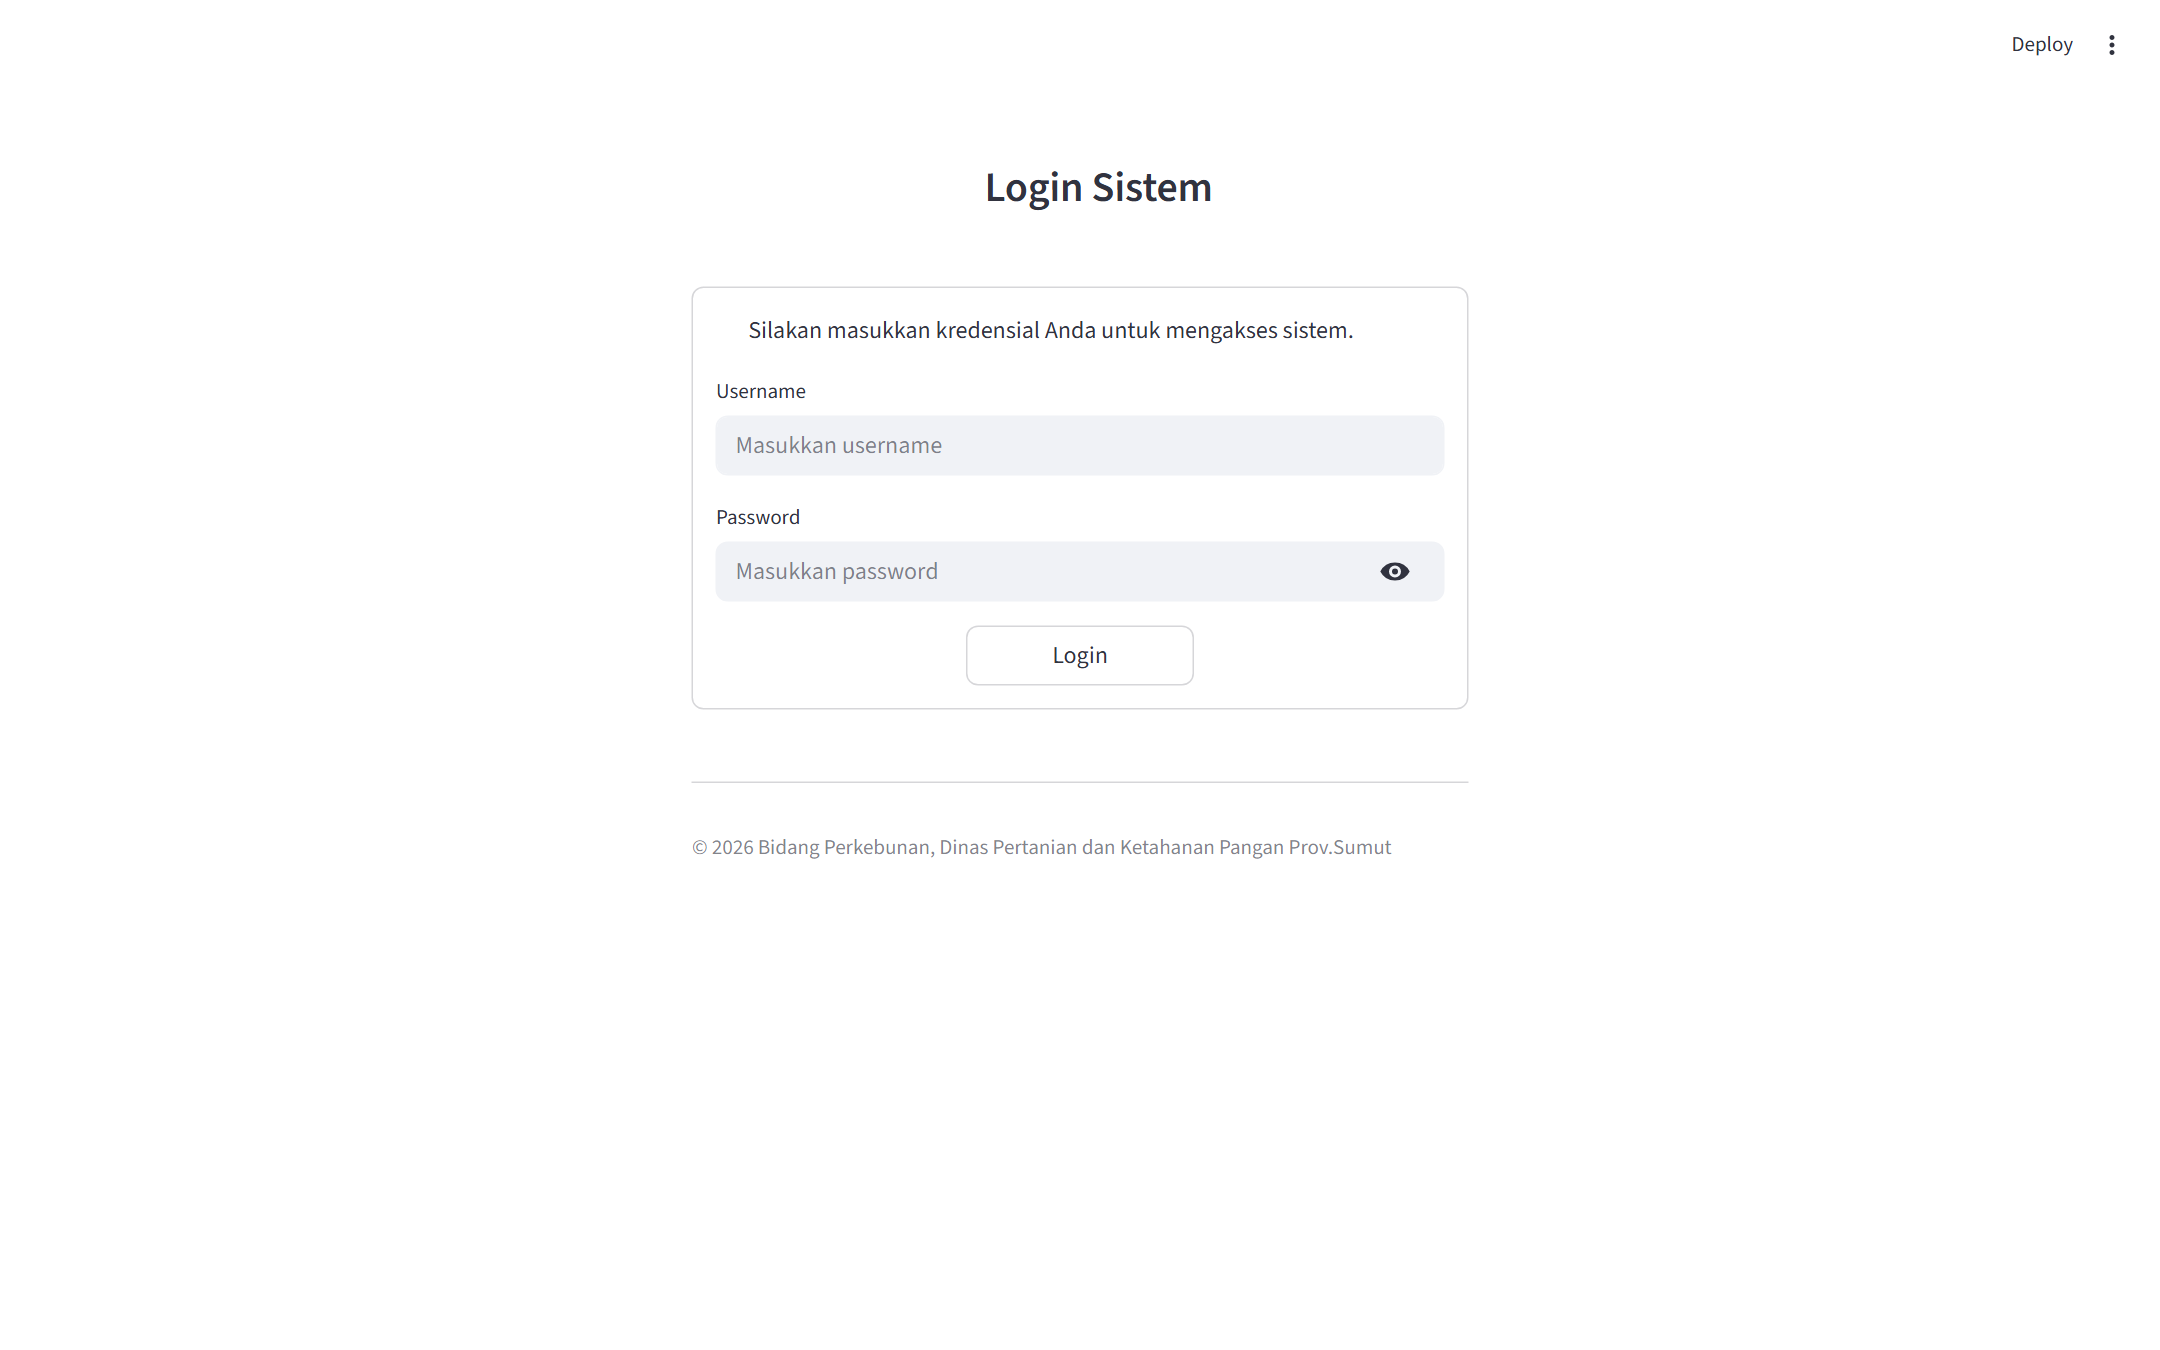 Deploy
Login Sistem
Silakan masukkan kredensial Anda untuk mengakses sistem.
Username
Masukkan username
Password
Masukkan password
Login
© 2026 Bidang Perkebunan, Dinas Pertanian dan Ketahanan Pangan Prov.Sumut